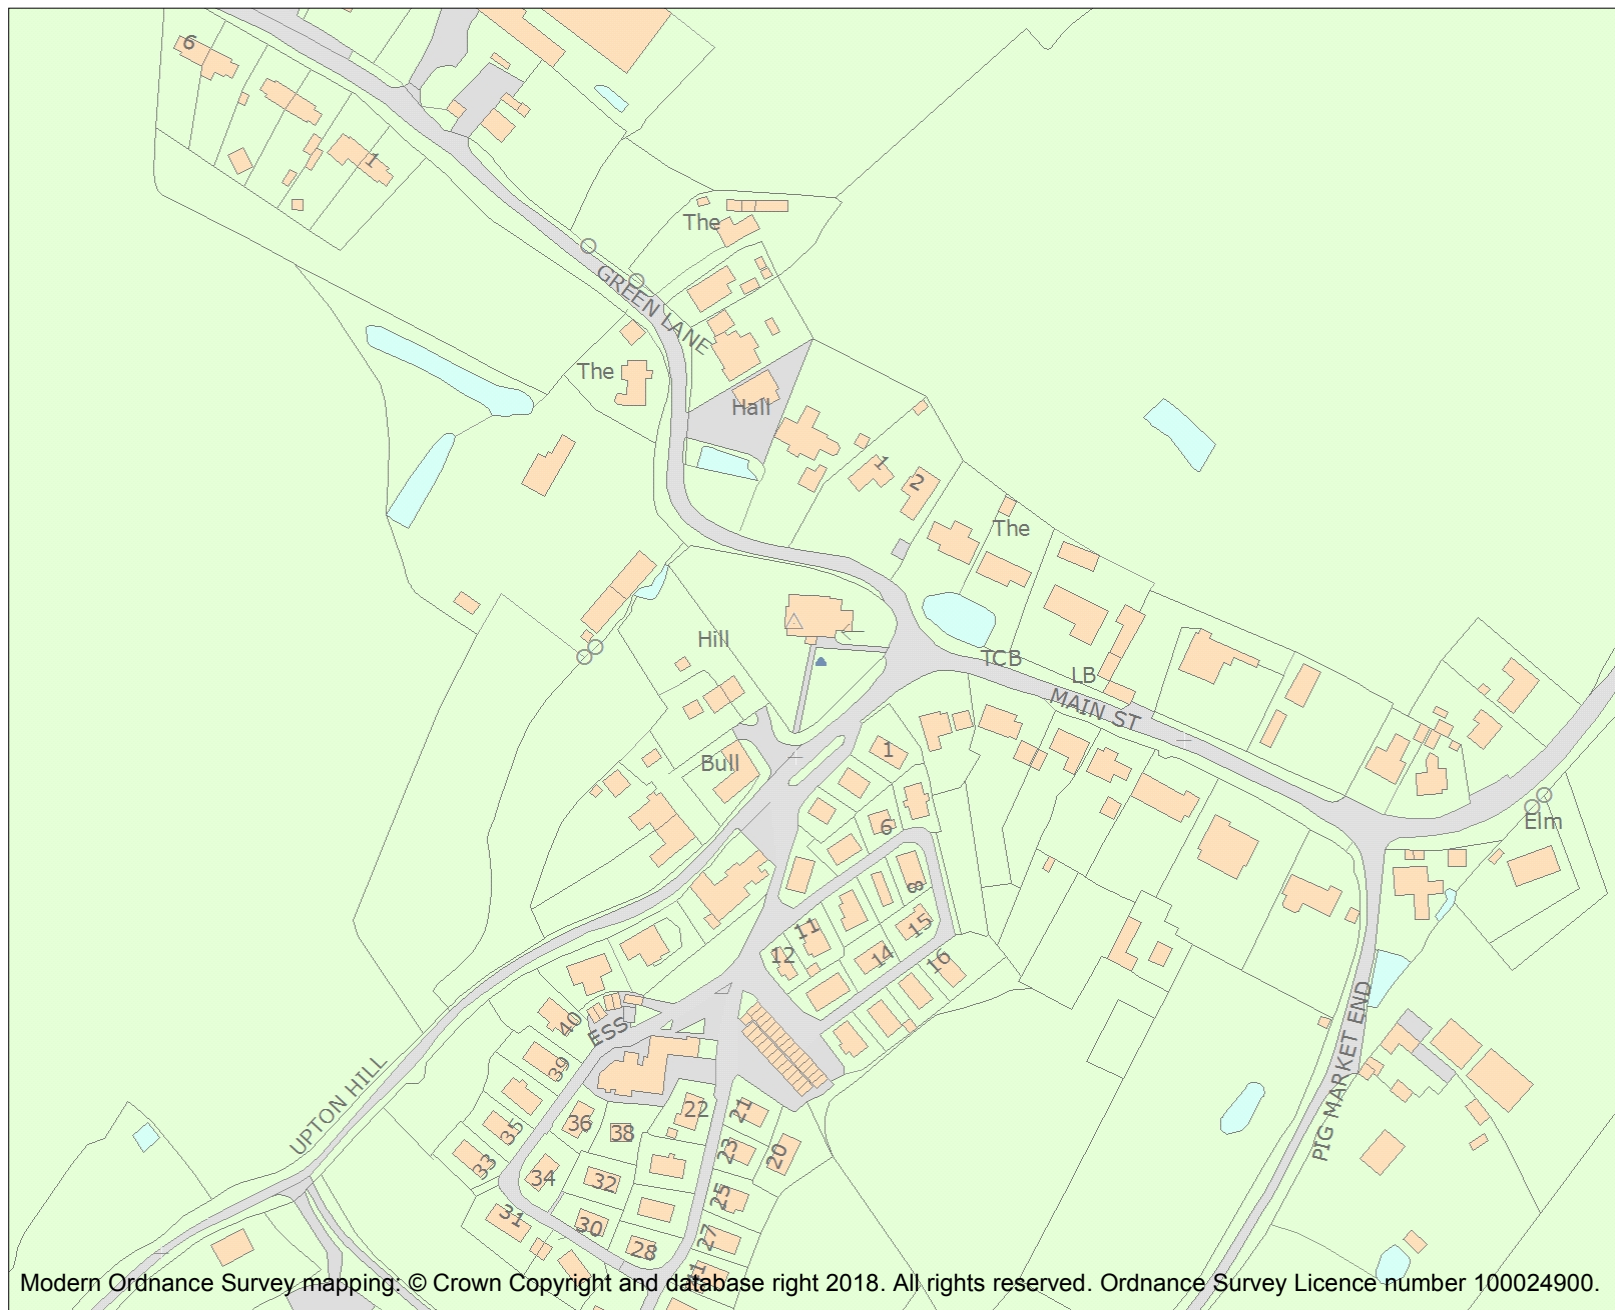 6
1
The
GREEN LANE
The
Hall
1
2
The
Hill
TCB
LB
MAIN ST
Bull
1
6
Elm
8
11
15
12
14
16
PIG MARKET END
40
ESS
39
UPTON HILL
22
21
36
38
35
23
20
33
34
32
25
31
30
27
28
41
Modern Ordnance Survey mapping: © Crown Copyright and database right 2018. All rights reserved. Ordnance Survey Licence number 100024900.